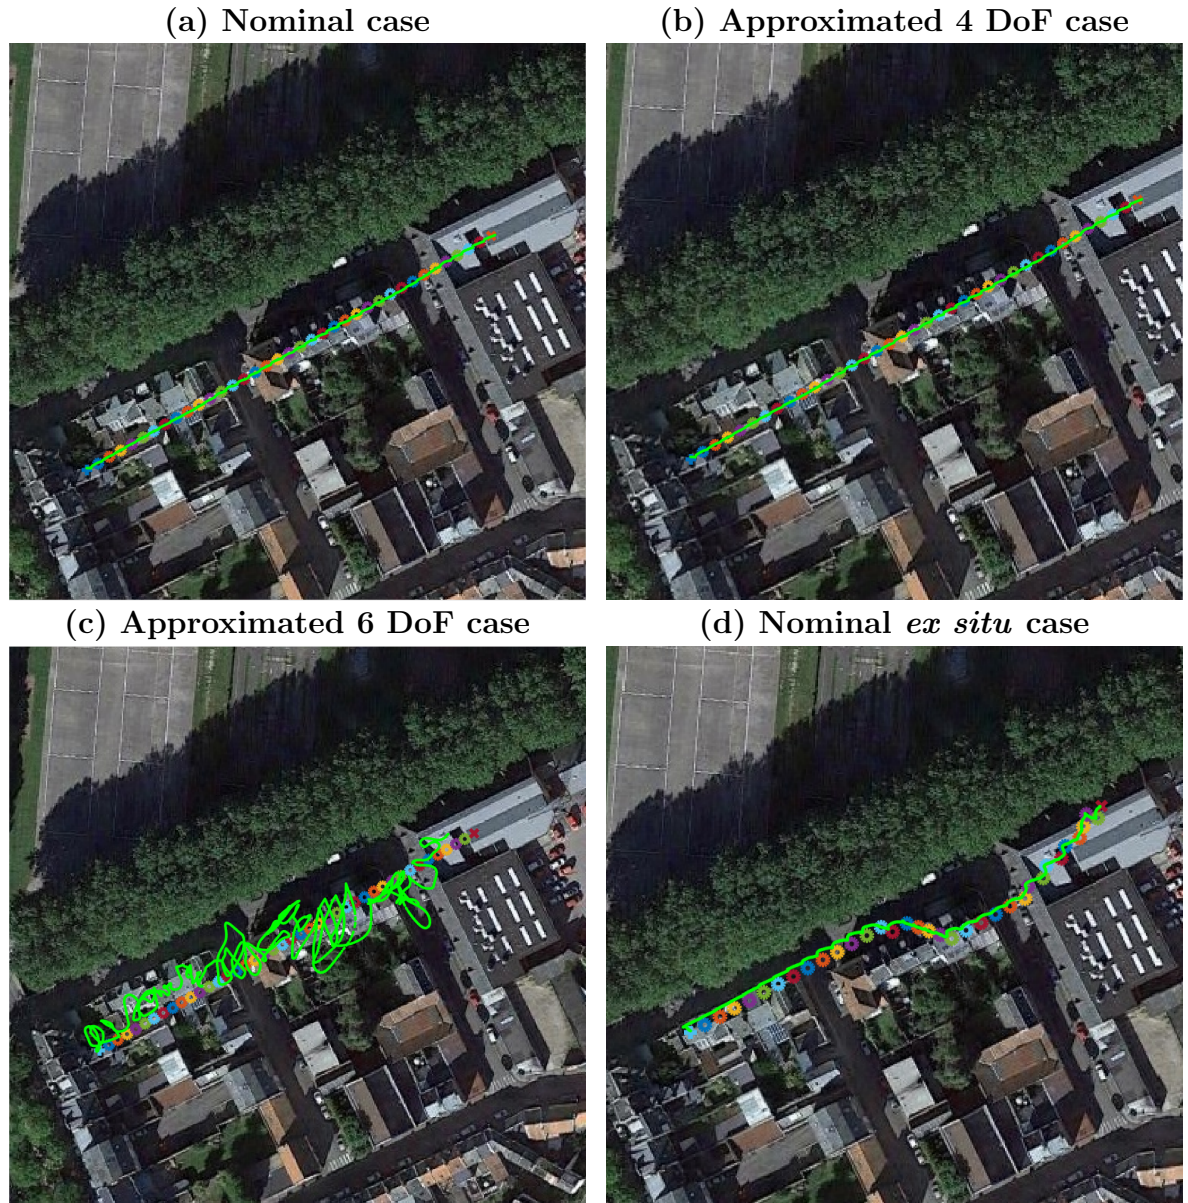 (a) Nominal case
(b) Approximated 4 DoF case
(c) Approximated 6 DoF case
(d) Nominal ex situ case